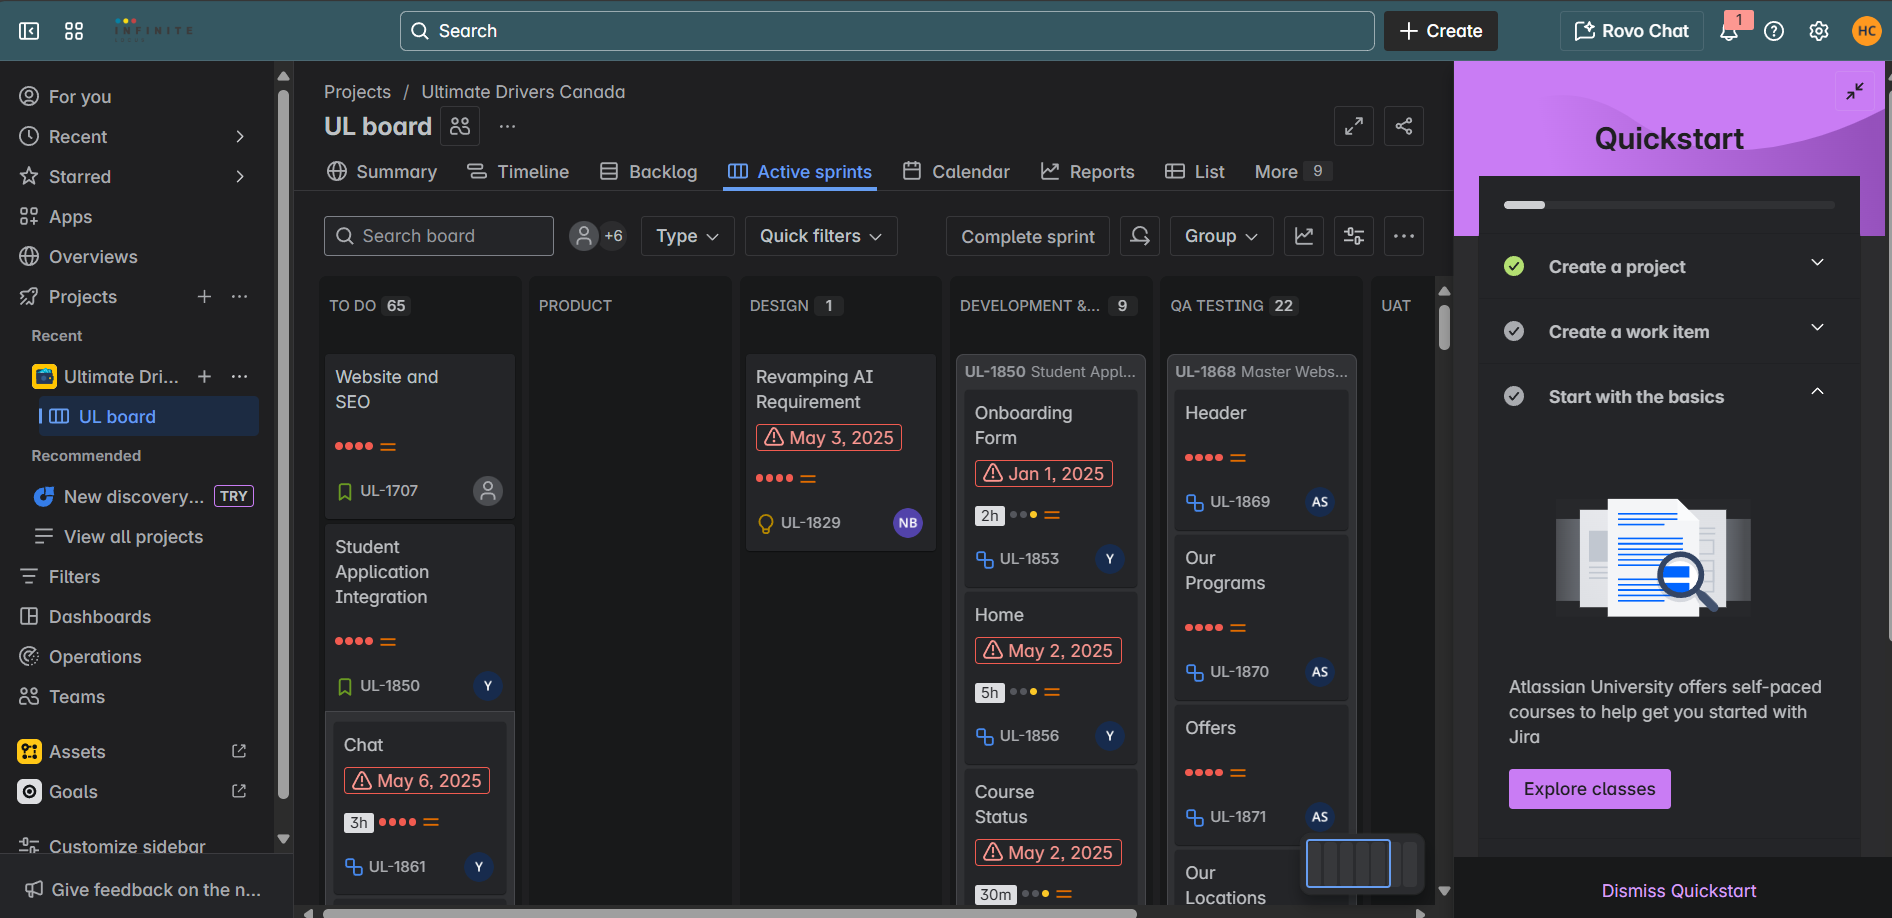 INFINITE
Search
Create
Rovo Chat
1
HC
For you
Recent
Starred
Apps
Overviews
Projects
Recent
Ultimate Dri...
UL board
Recommended
New discovery...
TRY
View all projects
Filters
Dashboards
Operations
Teams
Assets
Goals
Customize sidebar
Give feedback on the n...
Projects / Ultimate Drivers Canada
UL board
Summary
Timeline
Backlog
Active sprints
Calendar
Reports
List
More 9
Search board
+6
Type
Quick filters
Complete sprint
Group
TO DO 65
Website and
SEO
UL-1707
Student
Application
Integration
UL-1850
Y
Chat
May 6, 2025
3h
UL-1861
Y
PRODUCT
DESIGN 1
Revamping AI
Requirement
May 3, 2025
UL-1829
NB
DEVELOPMENT &... 9
UL-1850 Student Appl...
Onboarding
Form
Jan 1, 2025
2h
UL-1853
Y
Home
May 2, 2025
5h
UL-1856
Y
Course
Status
May 2, 2025
30m
QA TESTING 22
UL-1868 Master Webs...
Header
UL-1869
AS
Our
Programs
UL-1870
AS
Offers
UL-1871
AS
Our
Locations
UAT
Quickstart
Create a project
Create a work item
Start with the basics
Atlassian University offers self-paced
courses to help get you started with
Jira
Explore classes
Dismiss Quickstart